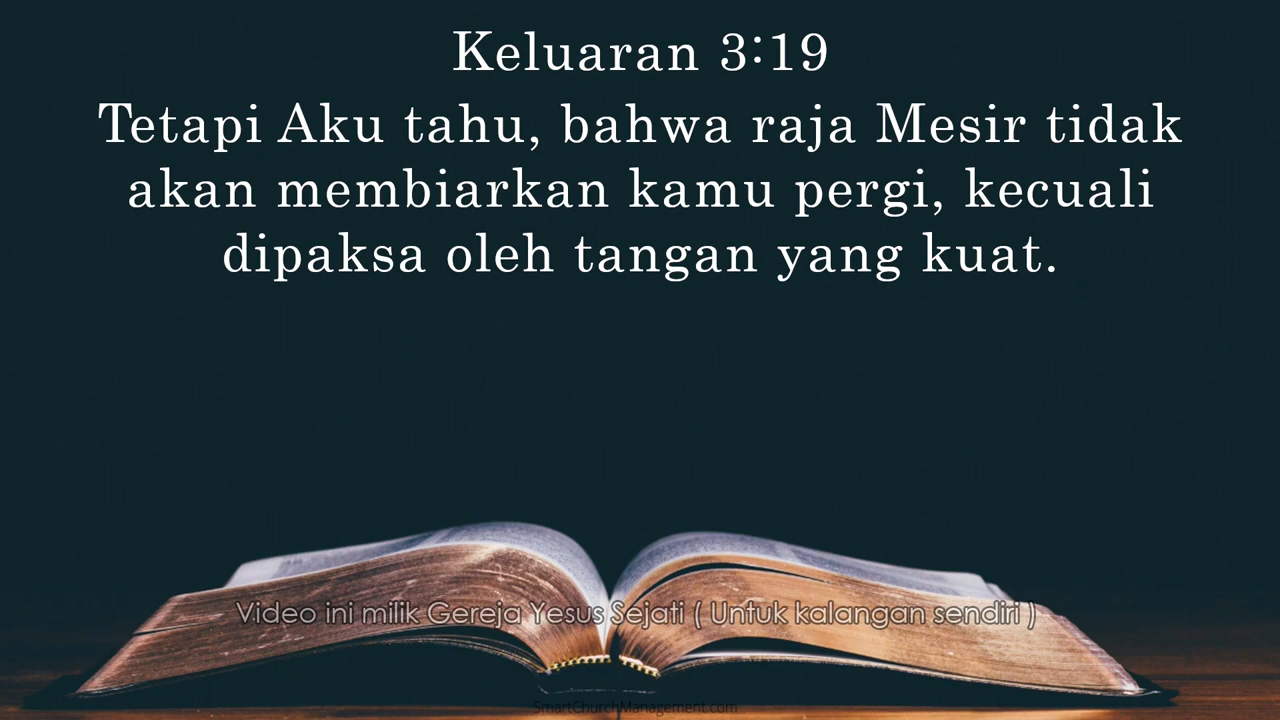 Keluaran 3:19
Tetapi Aku tahu, bahwa raja Mesir tidak
akan membiarkan kamu pergi, kecuali
dipaksa oleh tangan yang kuat.
Video ini milik Gereja Yesus Sejati ( Untuk kalangan sendiri )
SmartChurchManagement.com